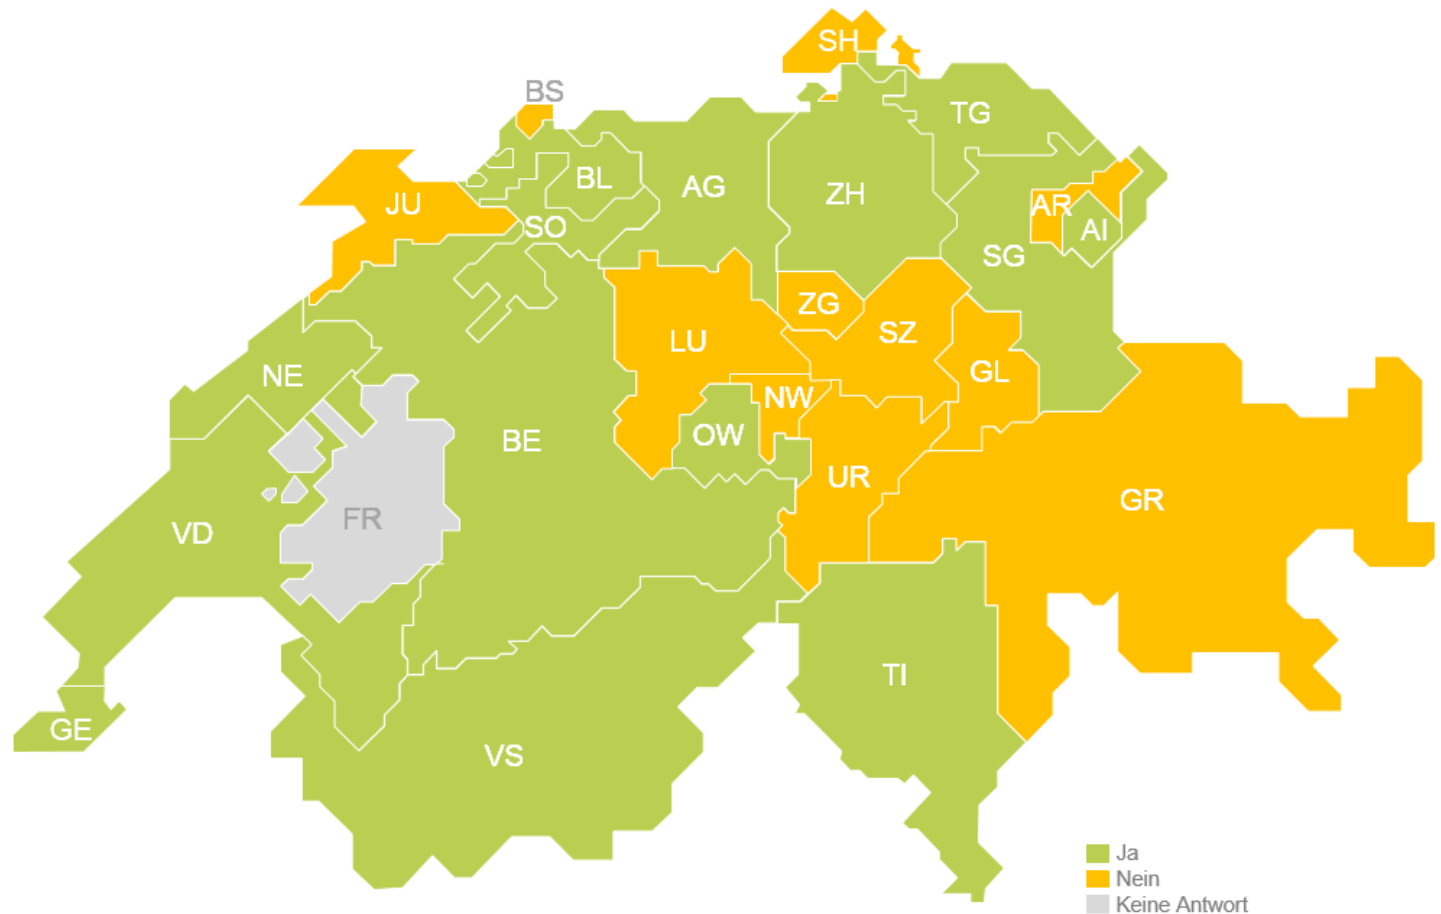 SH
BS
TG
BL
AG
ZH
JU
AR
SO
AI
SG
ZG
SZ
LU
GL
NE
NW
OW
BE
UR
GR
FR
VD
TI
GE
VS
Ja
Nein
Keine Antwort